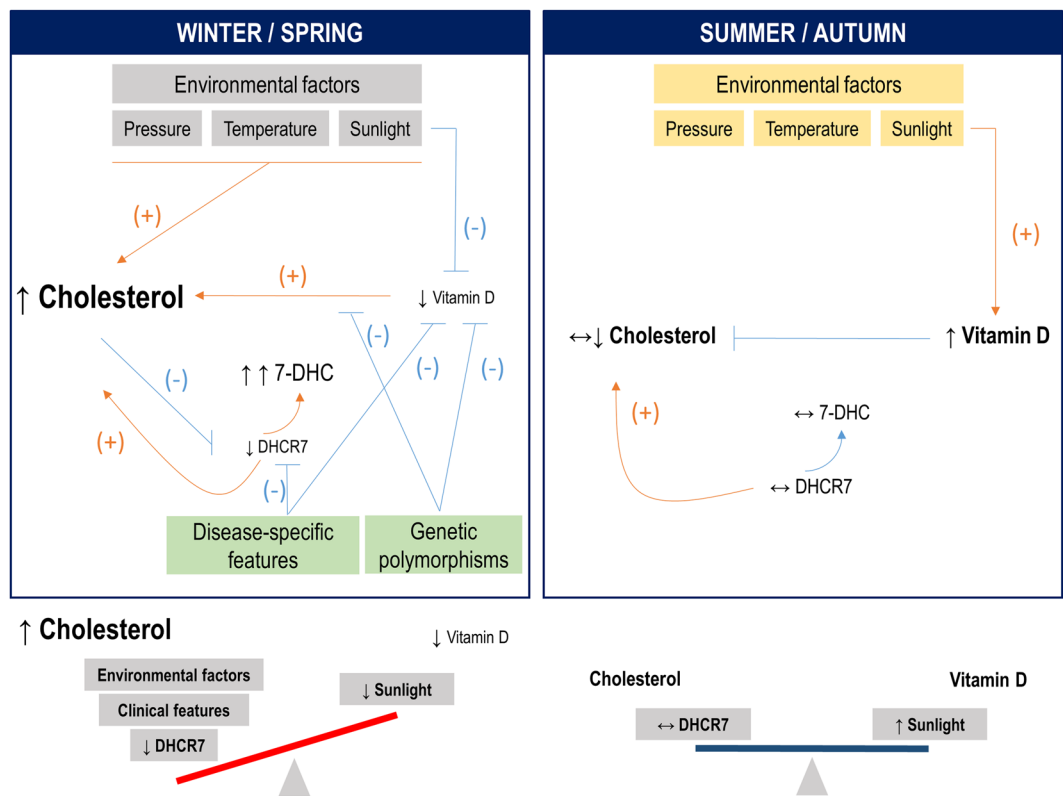 WINTER / SPRING
Environmental factors
Pressure
Temperature
Sunlight
(+)
(-)
↑ Cholesterol
(+)
↓ Vitamin D
(-)
(-)
(-)
(-)
↑ ↑ 7-DHC
(+)
↓ DHCR7
(-)
Disease-specific
features
Genetic
polymorphisms
SUMMER / AUTUMN
Environmental factors
Pressure
Temperature
Sunlight
(+)
↔↓ Cholesterol
↑ Vitamin D
(+)
↔ 7-DHC
↔ DHCR7
↑ Cholesterol
↓ Vitamin D
Environmental factors
Clinical features
↓ DHCR7
↓ Sunlight
Cholesterol
Vitamin D
↔ DHCR7
↑ Sunlight